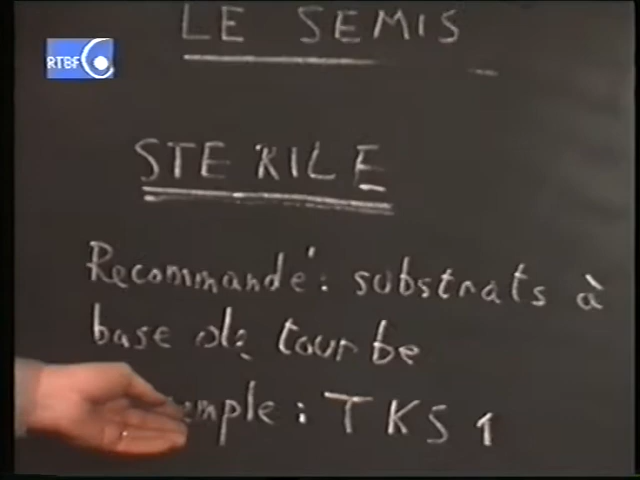 LE SEMIS
RTBF
STERILE
Recommandé : substrats à
base de tourbe
emple : TKS 1